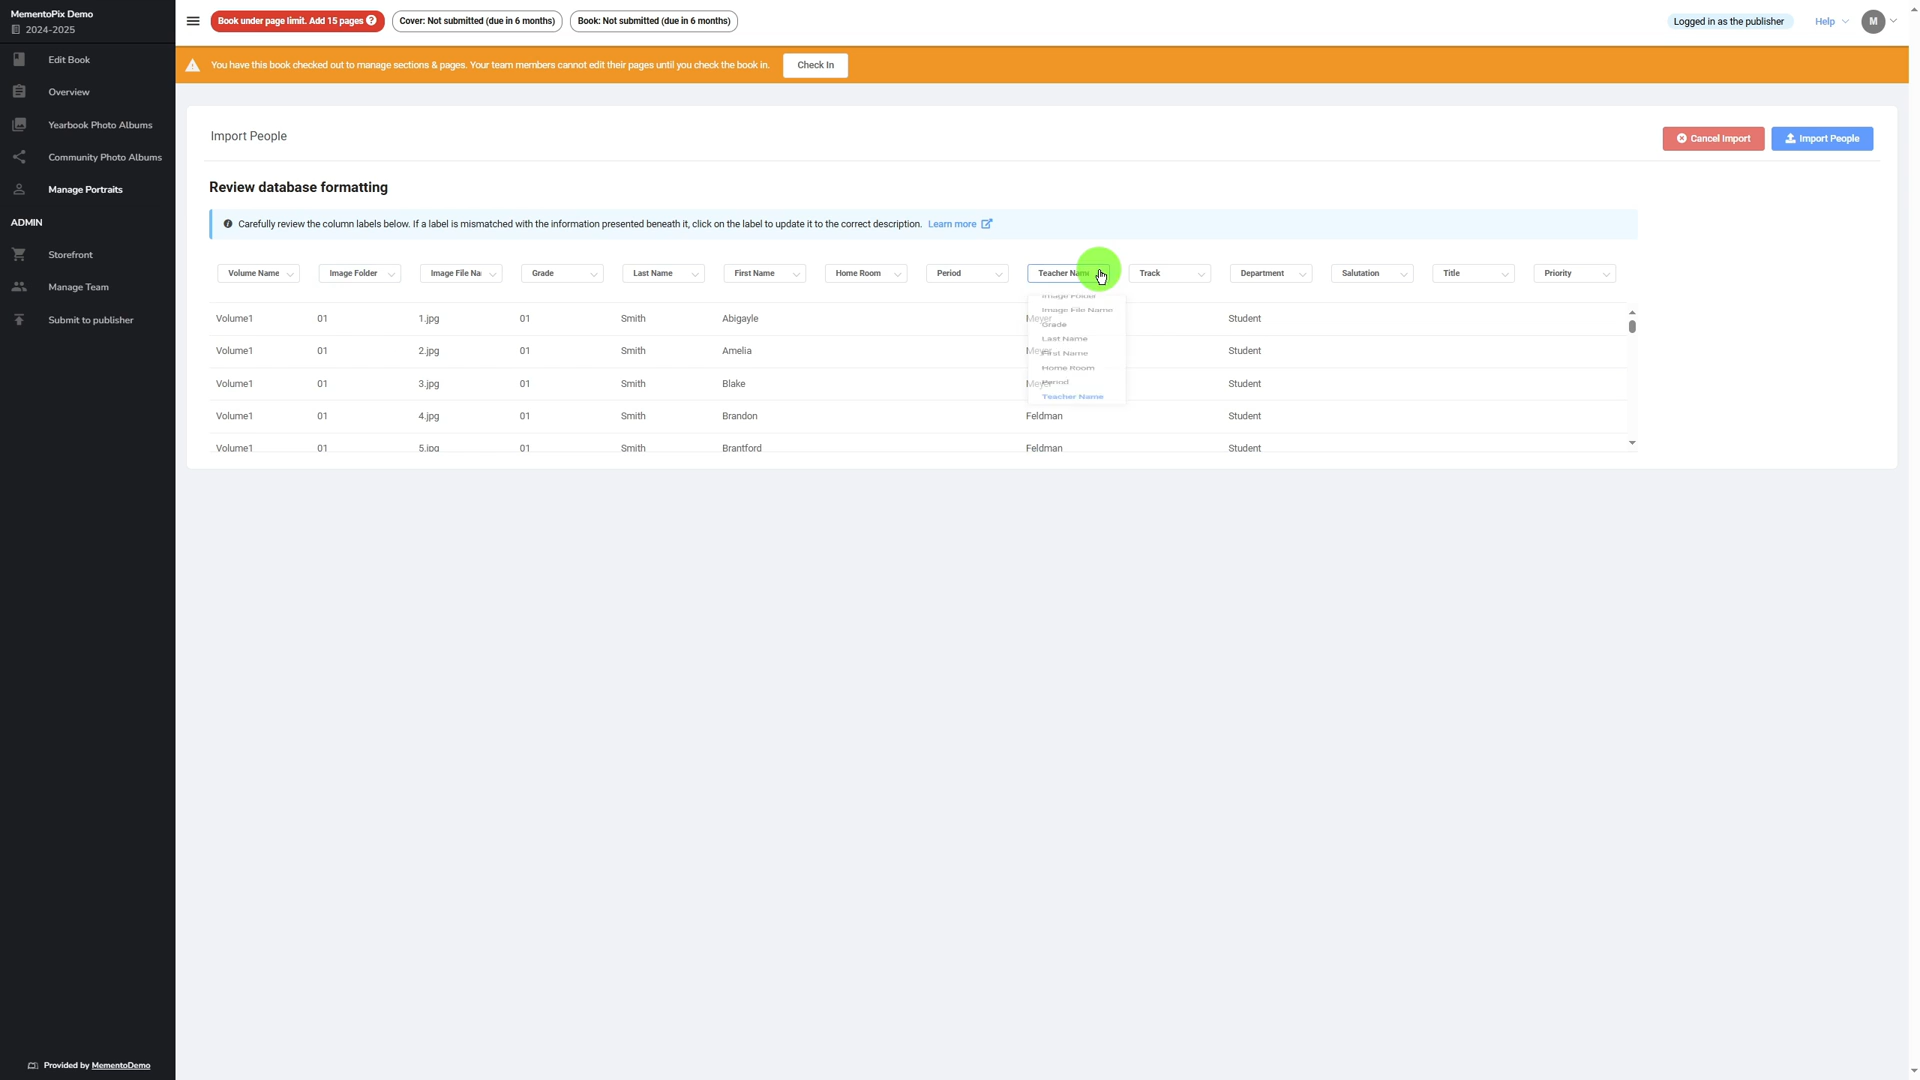 MementoPix Demo
2024-2025
Edit Book
Overview
Yearbook Photo Albums
Community Photo Albums
Manage Portraits
ADMIN
Storefront
Manage Team
Submit to publisher
Provided by MementoDemo
Book under page limit. Add 15 pages ?
Cover: Not submitted (due in 6 months)
Book: Not submitted (due in 6 months)
Logged in as the publisher
Help
M
You have this book checked out to manage sections & pages. Your team members cannot edit their pages until you check the book in.
Check In
Import People
Cancel Import
Import People
Review database formatting
Carefully review the column labels below. If a label is mismatched with the information presented beneath it, click on the label to update it to the correct description. Learn more
Volume Name Image Folder Image File Na Grade Last Name First Name Home Room Period Teacher Name Track Department Salutation Title Priority
Volume1 01 1.jpg 01 Smith Abigayle Meyer Student
Volume1 01 2.jpg 01 Smith Amelia Meyer Student
Volume1 01 3.jpg 01 Smith Blake Meyer Student
Volume1 01 4.jpg 01 Smith Brandon Feldman Student
Volume1 01 5.jpg 01 Smith Brantford Feldman Student
Image Folder
Image File Name
Grade
Last Name
First Name
Home Room
Period
Teacher Name